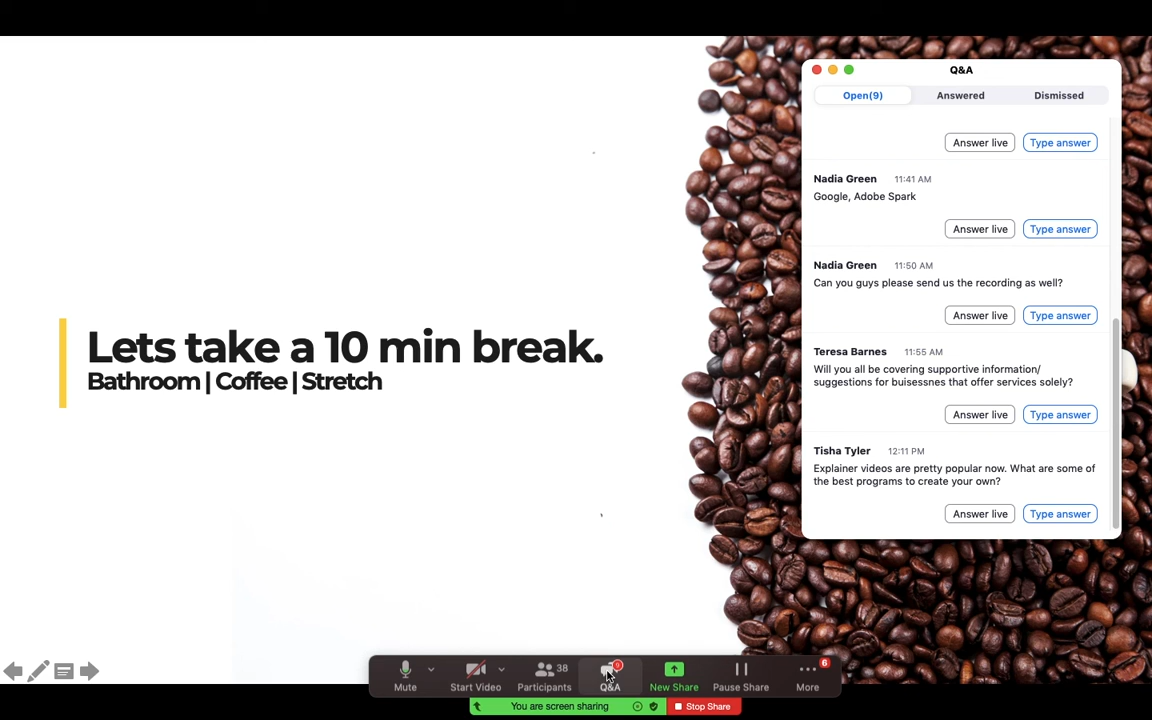 Lets take a 10 min break.
Bathroom | Coffee | Stretch
Q&A
Open(9)
Answered
Dismissed
Answer live
Type answer
Nadia Green 11:41 AM
Google, Adobe Spark
Answer live
Type answer
Nadia Green 11:50 AM
Can you guys please send us the recording as well?
Answer live
Type answer
Teresa Barnes 11:55 AM
Will you all be covering supportive information/
suggestions for buisessnes that offer services solely?
Answer live
Type answer
Tisha Tyler 12:11 PM
Explainer videos are pretty popular now. What are some of
the best programs to create your own?
Answer live
Type answer
38
9
6
Mute
Start Video
Participants
Q&A
New Share
Pause Share
More
You are screen sharing
Stop Share